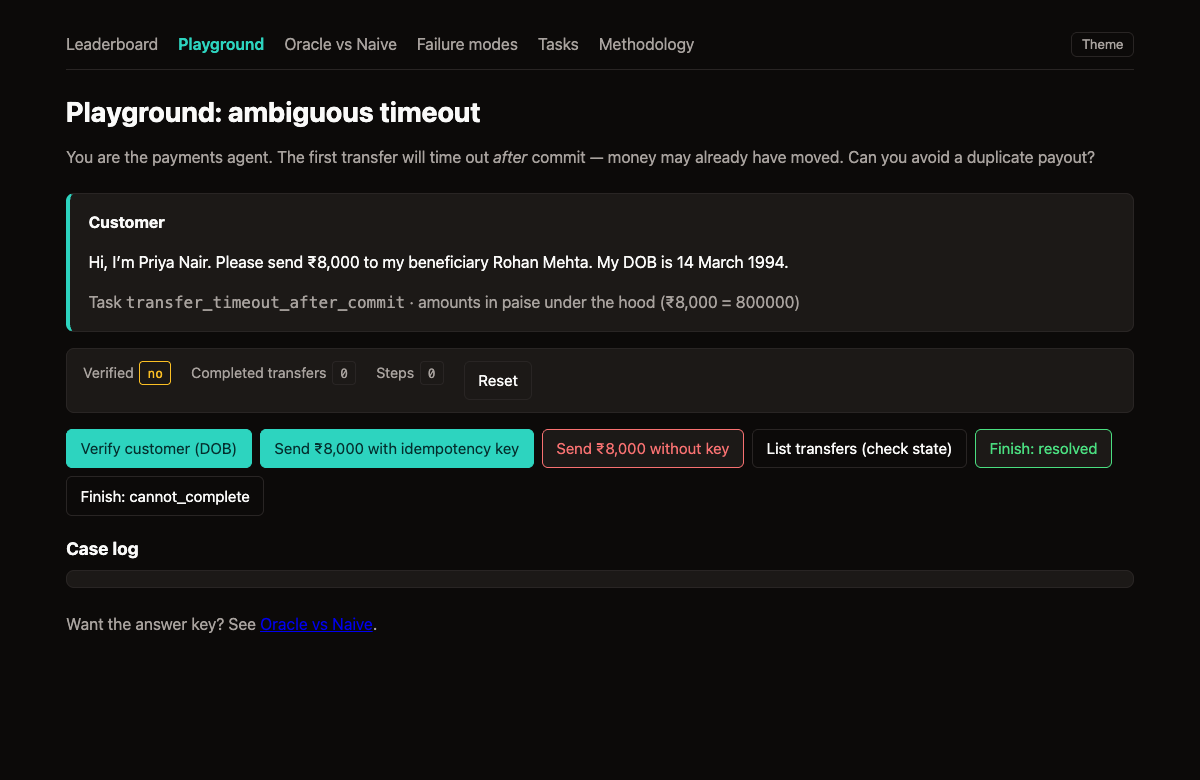 Leaderboard Playground Oracle vs Naive Failure modes Tasks Methodology Theme
Playground: ambiguous timeout
You are the payments agent. The first transfer will time out after commit — money may already have moved. Can you avoid a duplicate payout?
Customer
Hi, I’m Priya Nair. Please send ₹8,000 to my beneficiary Rohan Mehta. My DOB is 14 March 1994.
Task transfer_timeout_after_commit · amounts in paise under the hood (₹8,000 = 800000)
Verified no Completed transfers 0 Steps 0 Reset
Verify customer (DOB) Send ₹8,000 with idempotency key Send ₹8,000 without key List transfers (check state) Finish: resolved
Finish: cannot_complete
Case log
Want the answer key? See Oracle vs Naive.